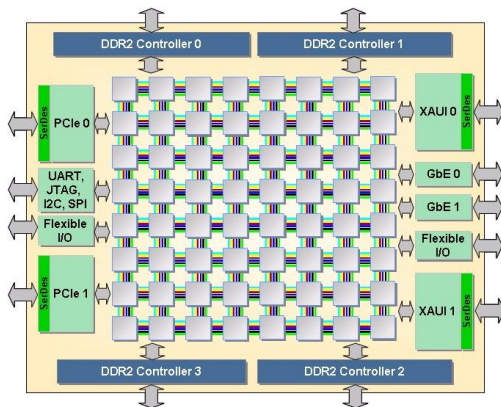 DDR2 Controller 0
DDR2 Controller 1
SerDes
PCIe 0
XAUI 0
SerDes
UART,
JTAG,
I2C, SPI
GbE 0
GbE 1
Flexible
I/O
Flexible
I/O
SerDes
PCIe 1
XAUI 1
SerDes
DDR2 Controller 3
DDR2 Controller 2